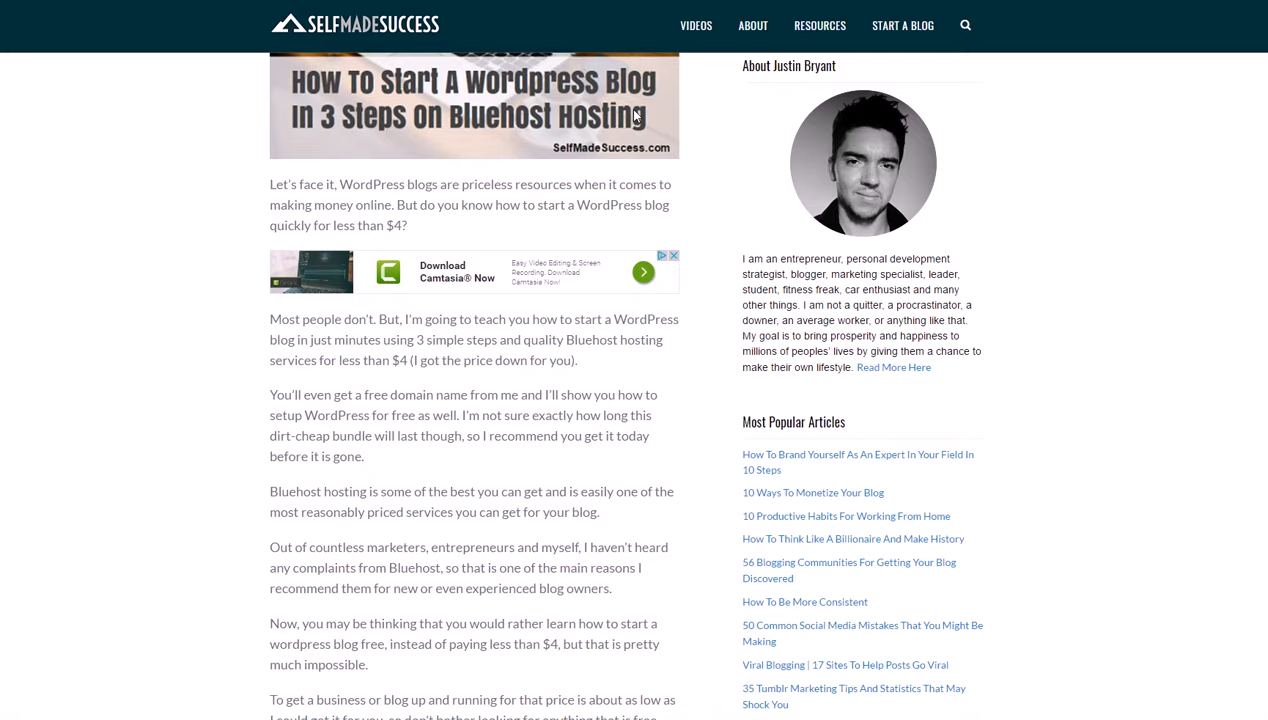 SELFMADESUCCESS
VIDEOS ABOUT RESOURCES START A BLOG
How To Start A Wordpress Blog
In 3 Steps On Bluehost Hosting
SelfMadeSuccess.com
Let's face it, WordPress blogs are priceless resources when it comes to
making money online. But do you know how to start a WordPress blog
quickly for less than $4?
Download
Camtasia® Now
Easy Video Editing & Screen
Recording. Download
Camtasia Now!
Most people don't. But, I'm going to teach you how to start a WordPress
blog in just minutes using 3 simple steps and quality Bluehost hosting
services for less than $4 (I got the price down for you).
You'll even get a free domain name from me and I'll show you how to
setup WordPress for free as well. I'm not sure exactly how long this
dirt-cheap bundle will last though, so I recommend you get it today
before it is gone.
Bluehost hosting is some of the best you can get and is easily one of the
most reasonably priced services you can get for your blog.
Out of countless marketers, entrepreneurs and myself, I haven't heard
any complaints from Bluehost, so that is one of the main reasons I
recommend them for new or even experienced blog owners.
Now, you may be thinking that you would rather learn how to start a
wordpress blog free, instead of paying less than $4, but that is pretty
much impossible.
To get a business or blog up and running for that price is about as low as
I could get it for you, so don't bother looking for anything that is free
About Justin Bryant
I am an entrepreneur, personal development
strategist, blogger, marketing specialist, leader,
student, fitness freak, car enthusiast and many
other things. I am not a quitter, a procrastinator, a
downer, an average worker, or anything like that.
My goal is to bring prosperity and happiness to
millions of peoples' lives by giving them a chance to
make their own lifestyle. Read More Here
Most Popular Articles
How To Brand Yourself As An Expert In Your Field In
10 Steps
10 Ways To Monetize Your Blog
10 Productive Habits For Working From Home
How To Think Like A Billionaire And Make History
56 Blogging Communities For Getting Your Blog
Discovered
How To Be More Consistent
50 Common Social Media Mistakes That You Might Be
Making
Viral Blogging | 17 Sites To Help Posts Go Viral
35 Tumblr Marketing Tips And Statistics That May
Shock You